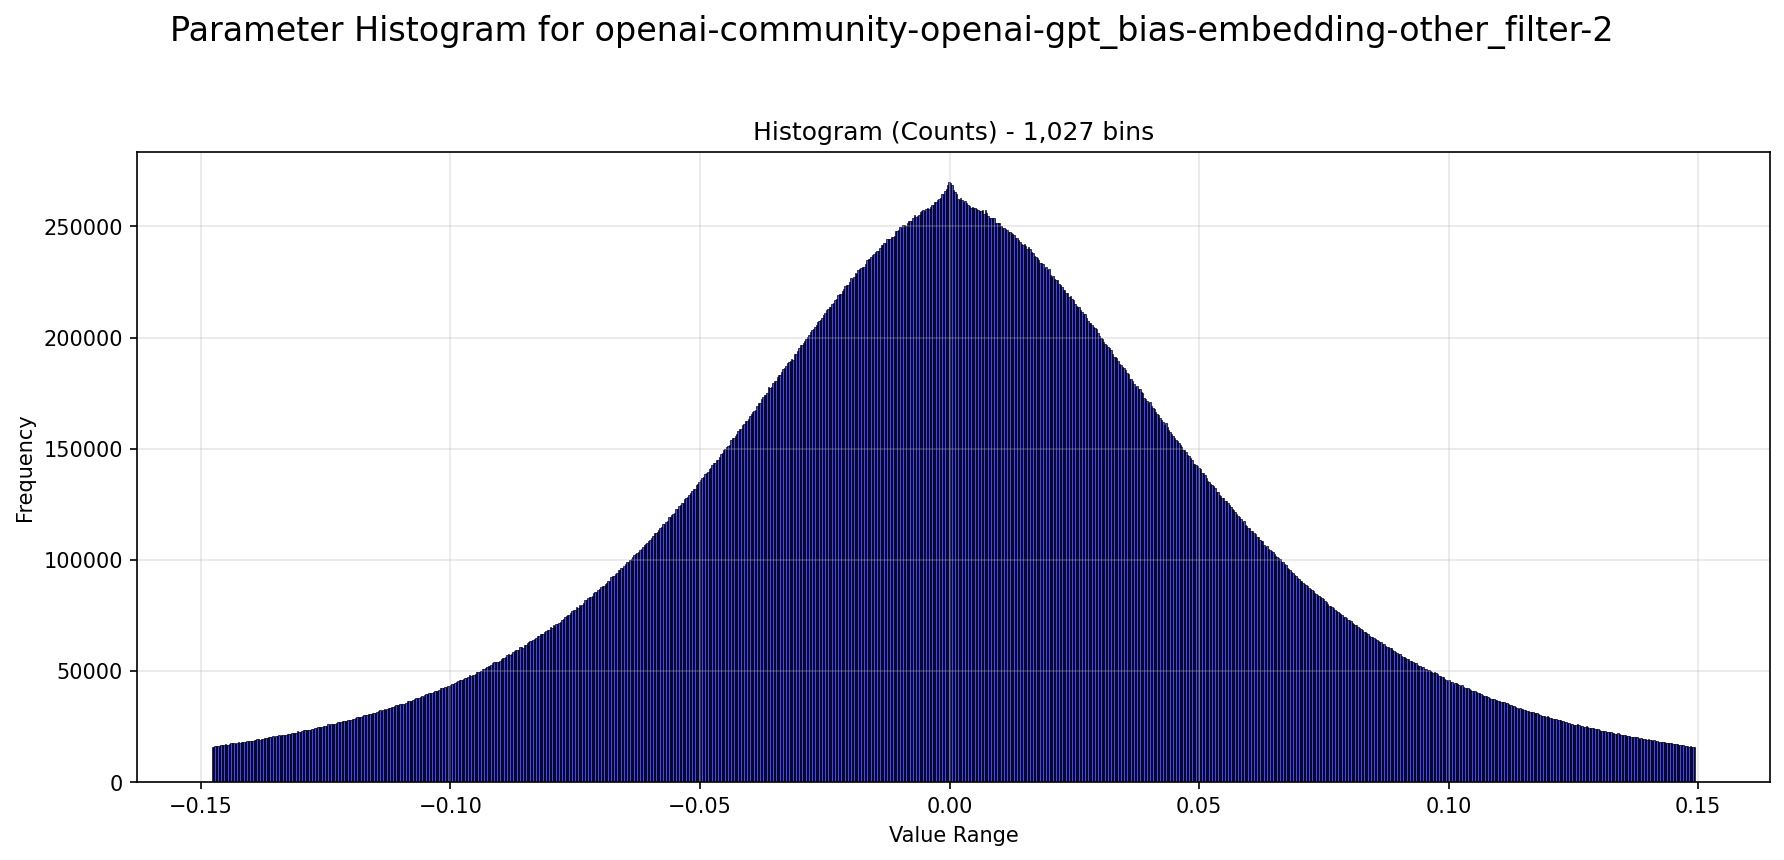 Parameter Histogram for openai-community-openai-gpt_bias-embedding-other_filter-2
Histogram (Counts) - 1,027 bins
Frequency
250000
200000
150000
100000
50000
0
−0.15 −0.10 −0.05 0.00 0.05 0.10 0.15
Value Range